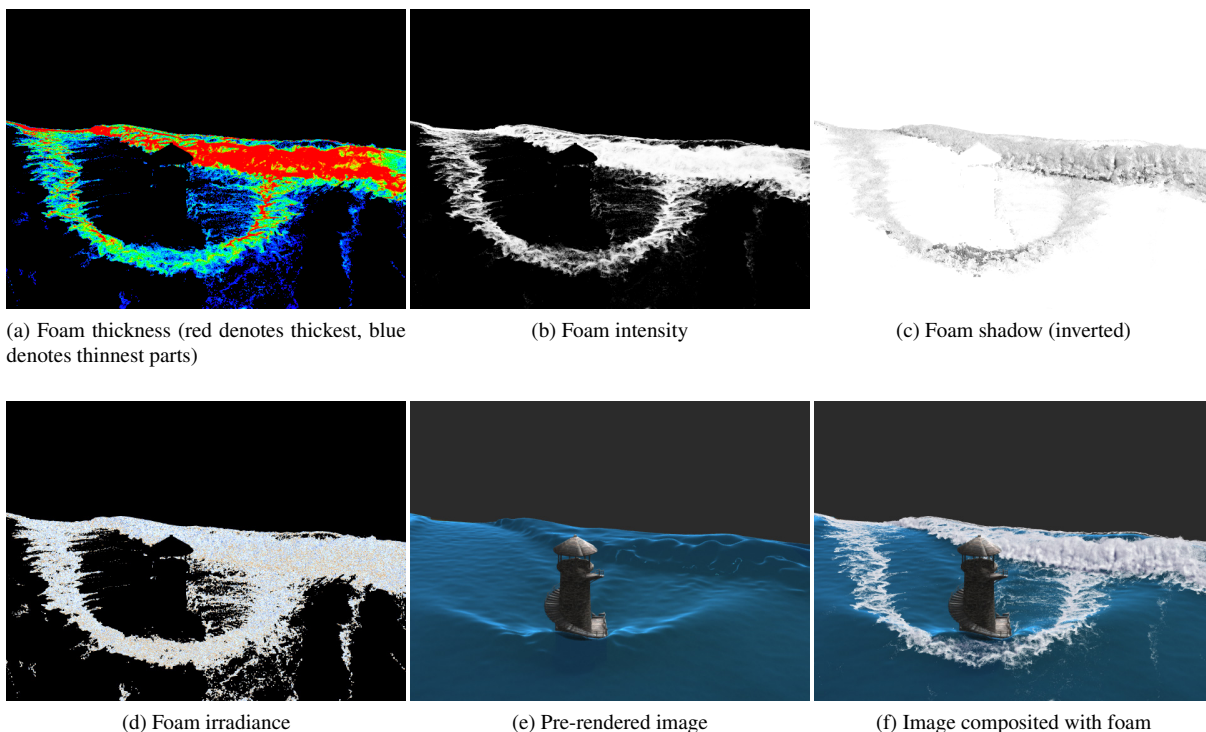 (a) Foam thickness (red denotes thickest, blue
denotes thinnest parts)
(b) Foam intensity
(c) Foam shadow (inverted)
(d) Foam irradiance
(e) Pre-rendered image
(f) Image composited with foam